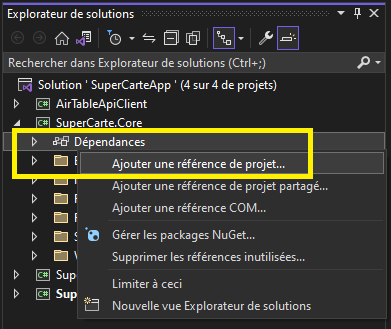 Explorateur de solutions
Rechercher dans Explorateur de solutions (Ctrl+;)
Solution ' SuperCarteApp ' (4 sur 4 de projets)
C# AirTableApiClient
C# SuperCarte.Core
Dépendances
Ajouter une référence de projet...
Ajouter une référence de projet partagé...
Ajouter une référence COM...
Gérer les packages NuGet...
Supprimer les références inutilisées...
C# Supe
Limiter à ceci
C# Sup
Nouvelle vue Explorateur de solutions